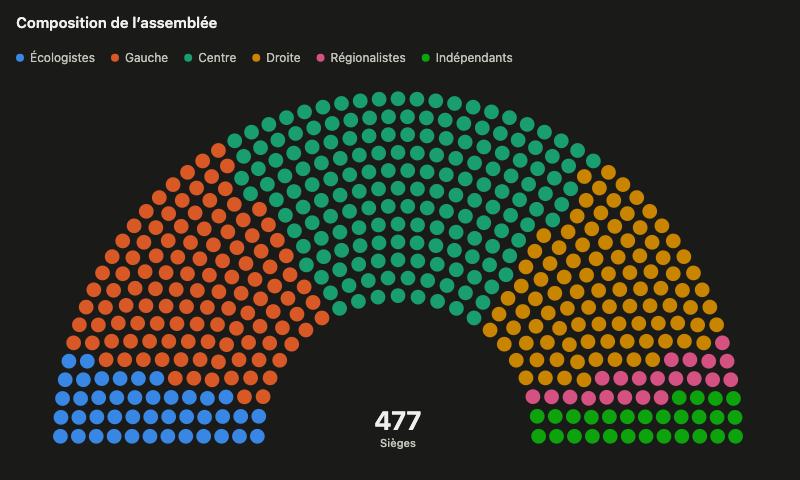 Composition de l’assemblée
Écologistes Gauche Centre Droite Régionalistes Indépendants
477
Sièges